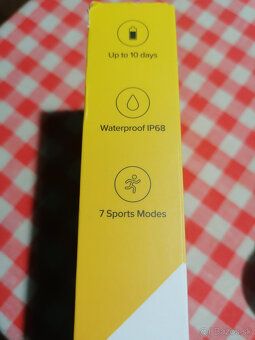 Up to 10 days
Waterproof IP68
7 Sports Modes